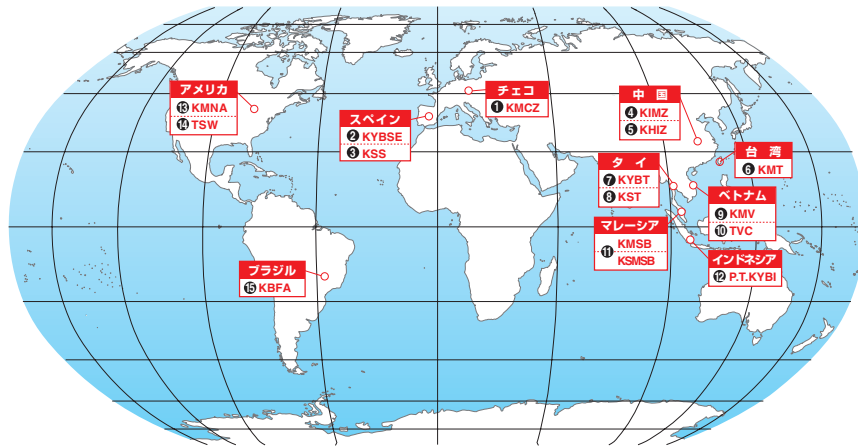 アメリカ
⓭ KMNA
⓮ TSW
スペイン
❷ KYBSE
❸ KSS
チェコ
❶ KMCZ
中 国
❹ KIMZ
❺ KHIZ
台 湾
❻ KMT
タ イ
❼ KYBT
❽ KST
ベトナム
❾ KMV
❿ TVC
マレーシア
⓫ KMSB
KSMSB
インドネシア
⓬ P.T.KYBI
ブラジル
⓯ KBFA